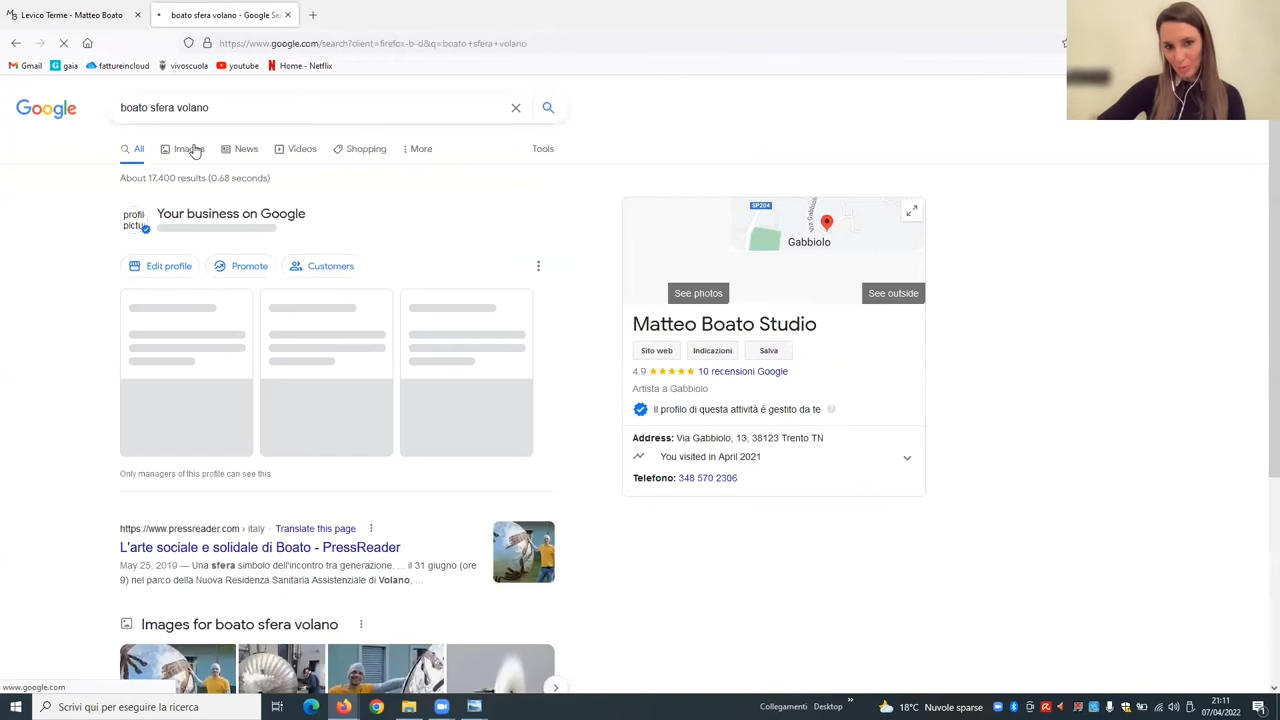 Levico Terme - Matteo Boato
boato sfera volano - Google Se
https://www.google.com/search?client=firefox-b-d&q=boato+sfera+volano
Gmail gaia fattureincloud vivoscuola youtube Home - Netflix
Google
boato sfera volano
All Images News Videos Shopping More Tools
About 17,400 results (0.68 seconds)
profil
pictu
Your business on Google
Edit profile Promote Customers
Only managers of this profile can see this
https://www.pressreader.com › italy · Translate this page
L'arte sociale e solidale di Boato - PressReader
May 25, 2019 — Una sfera simbolo dell'incontro tra generazione. ... il 31 giugno (ore
9) nel parco della Nuova Residenza Sanitaria Assistenziale di Volano, ...
Images for boato sfera volano
SP204
Via Gabbiolo
Gabbiolo
See photos
See outside
Matteo Boato Studio
Sito web Indicazioni Salva
4.9 10 recensioni Google
Artista a Gabbiolo
Il profilo di questa attività è gestito da te
Address: Via Gabbiolo, 13, 38123 Trento TN
You visited in April 2021
Telefono: 348 570 2306
www.google.com
Scrivi qui per eseguire la ricerca
Collegamenti Desktop
18°C Nuvole sparse
21:11
07/04/2022